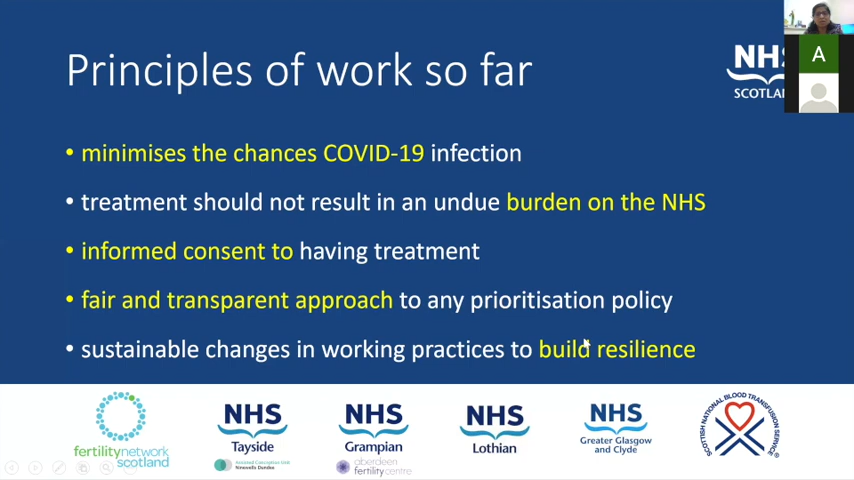 Principles of work so far
NHS
SCOTLAND
A
• minimises the chances COVID-19 infection
• treatment should not result in an undue burden on the NHS
• informed consent to having treatment
• fair and transparent approach to any prioritisation policy
• sustainable changes in working practices to build resilience
fertilitynetwork
scotland
NHS
Tayside
Assisted Conception Unit
Ninewells Dundee
NHS
Grampian
aberdeen
fertility centre
NHS
Lothian
NHS
Greater Glasgow
and Clyde
SCOTTISH NATIONAL BLOOD TRANSFUSION SERVICE